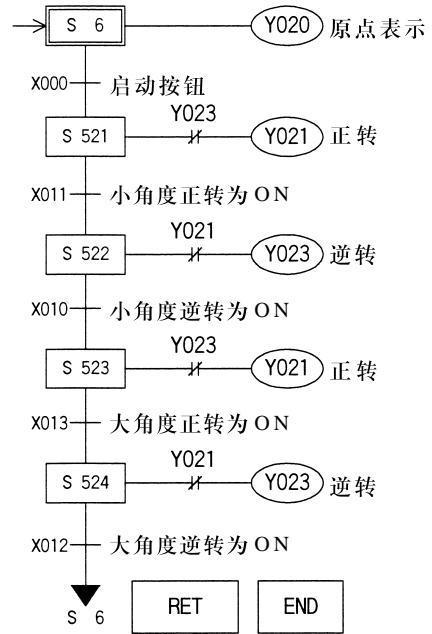 S 6 Y020 原点表示
X000 启动按钮
Y023
S 521 Y021 正转
X011 小角度正转为ON
Y021
S 522 Y023 逆转
X010 小角度逆转为ON
Y023
S 523 Y021 正转
X013 大角度正转为ON
Y021
S 524 Y023 逆转
X012 大角度逆转为ON
S 6 RET END